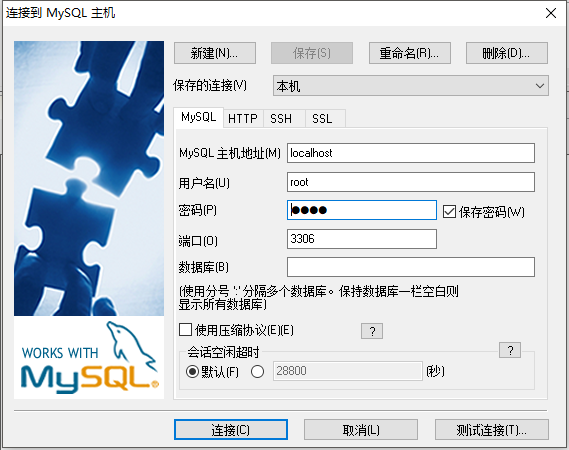 连接到 MySQL 主机
新建(N)...
保存(S)
重命名(R)...
删除(D)...
保存的连接(V)
本机
MySQL
HTTP
SSH
SSL
MySQL 主机地址(M)
localhost
用户名(U)
root
密码(P)
●●●●
保存密码(W)
端口(O)
3306
数据库(B)
(使用分号 ';' 分隔多个数据库。保持数据库一栏空白则
显示所有数据库)
使用压缩协议(E)(E)
?
会话空闲超时
?
默认(F)
28800
(秒)
WORKS WITH
MySQL®
连接(C)
取消(L)
测试连接(T)...